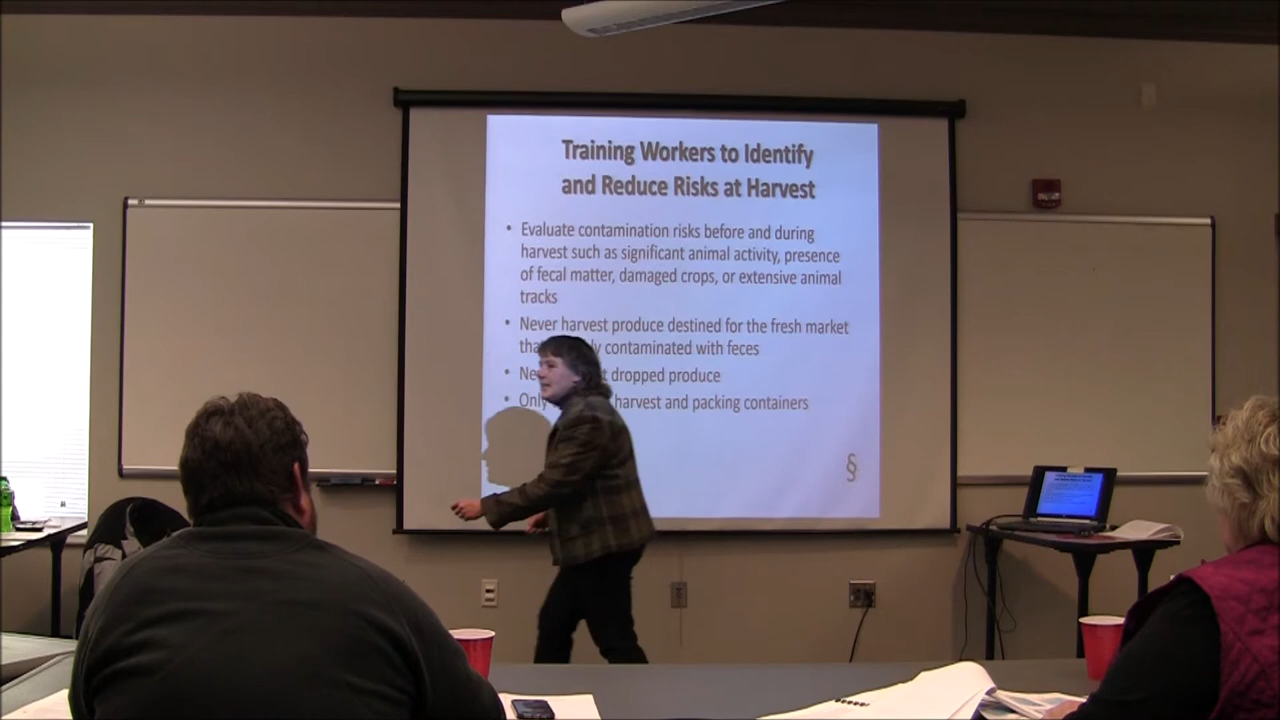 Training Workers to Identify
and Reduce Risks at Harvest
• Evaluate contamination risks before and during
harvest such as significant animal activity, presence
of fecal matter, damaged crops, or extensive animal
tracks
• Never harvest produce destined for the fresh market
contaminated with feces
• dropped produce
• Only harvest and packing containers
§